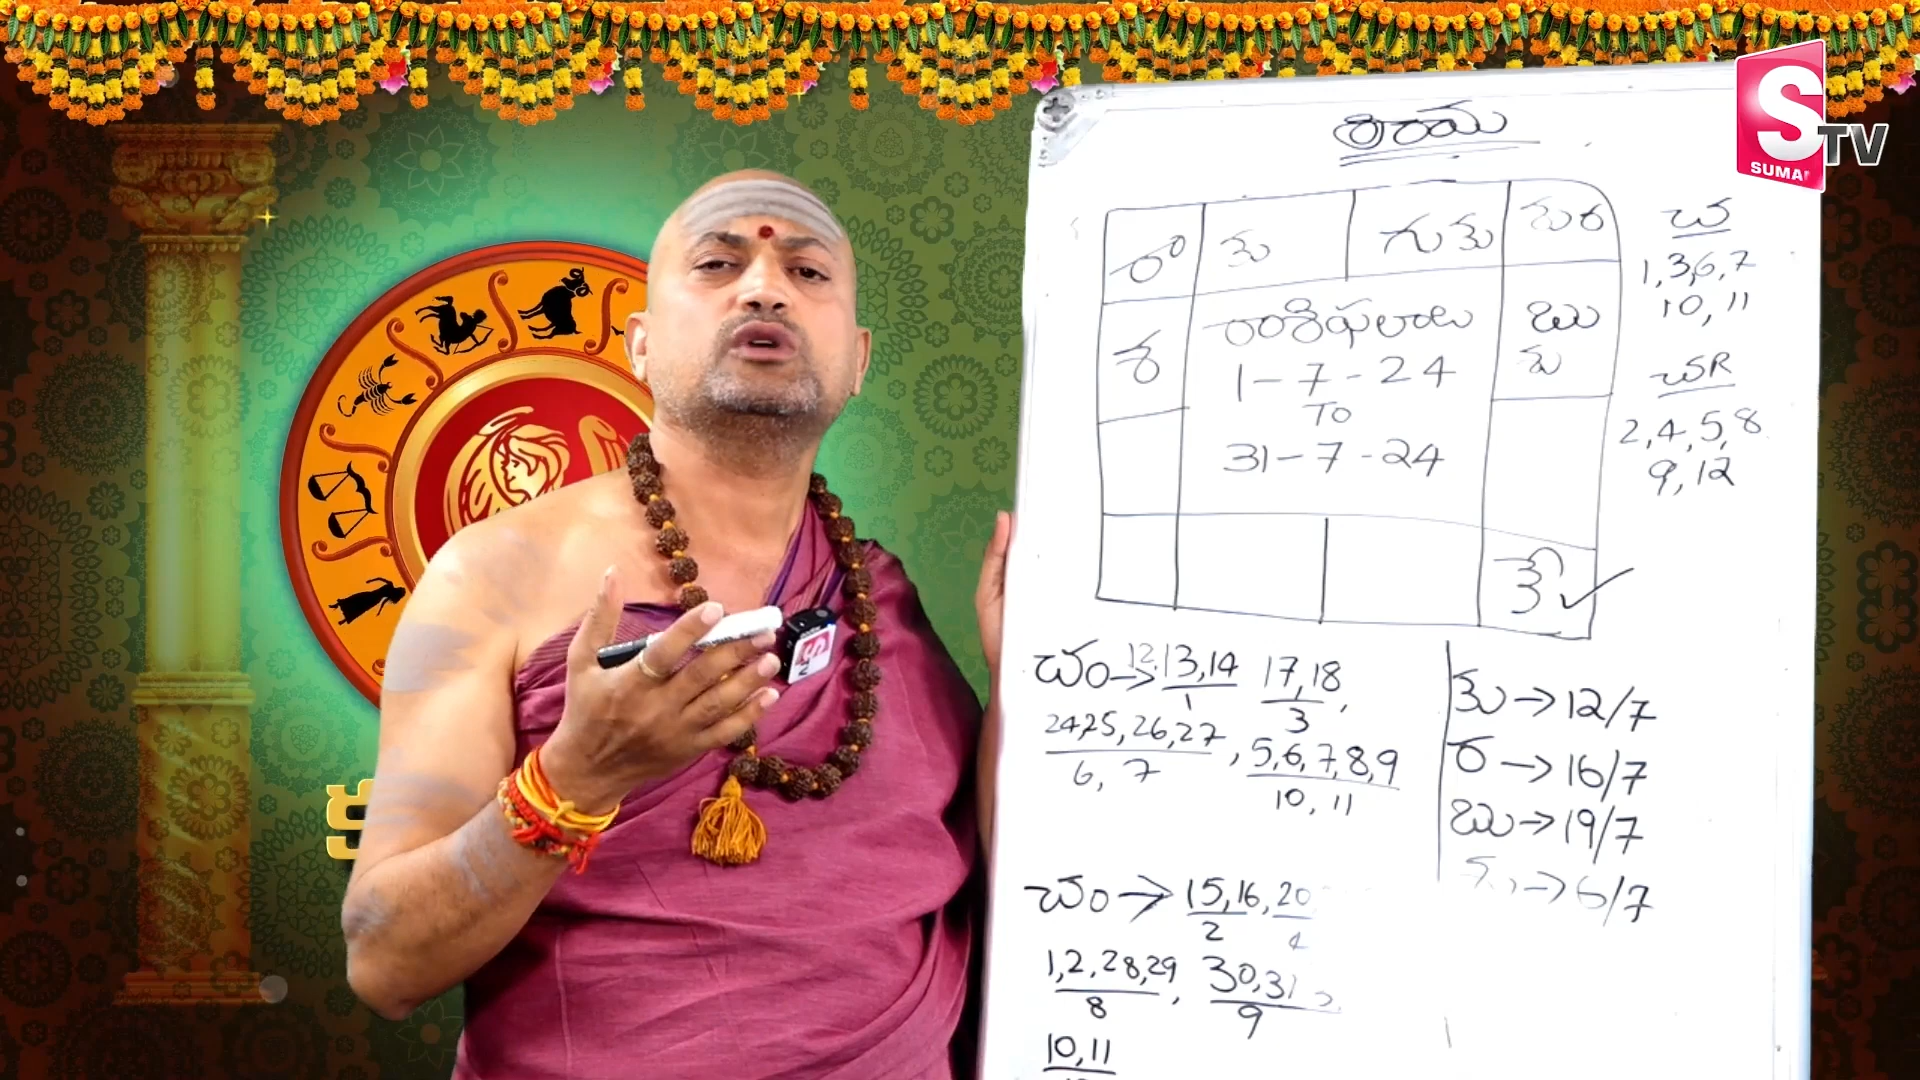 శ్రీరామ
STV
SUMAN
రా
కు
గు కు
శు ర
చ
1,3,6,7
10, 11
రాశిఫలాలు
1-7-24
TO
31-7-24
బు
శు
శ
చR
2,4,5,8
9,12
కే
చం→ 12,13,14 17,18,
1 3
24,25,26,27, 5,6,7,8,9
6, 7 10, 11
కు→12/7
ర→16/7
బు→19/7
→6/7
చం→ 15,16, 20
2 4
1,2,28,29, 30,31
8 9
10,11
క